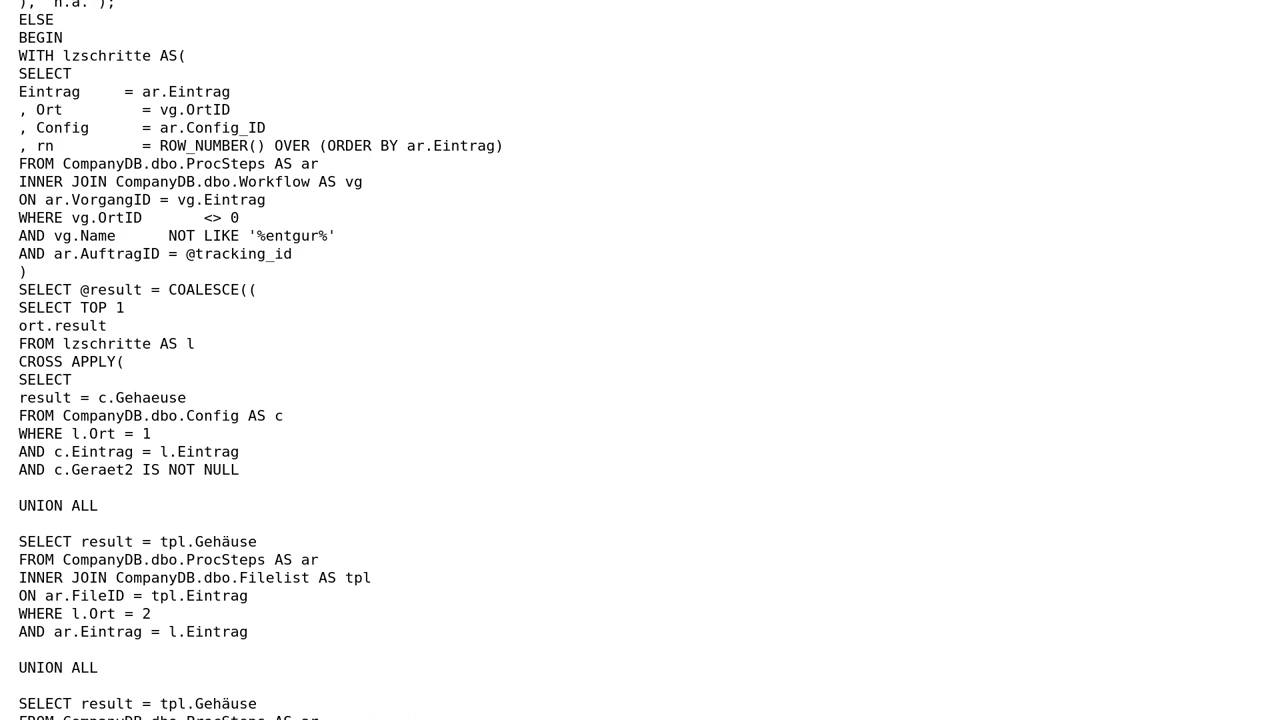 ), 'n.a.');
ELSE
BEGIN
WITH lzschritte AS(
SELECT
Eintrag     = ar.Eintrag
, Ort         = vg.OrtID
, Config      = ar.Config_ID
, rn          = ROW_NUMBER() OVER (ORDER BY ar.Eintrag)
FROM CompanyDB.dbo.ProcSteps AS ar
INNER JOIN CompanyDB.dbo.Workflow AS vg
ON ar.VorgangID = vg.Eintrag
WHERE vg.OrtID       <> 0
AND vg.Name      NOT LIKE '%entgur%'
AND ar.AuftragID = @tracking_id
)
SELECT @result = COALESCE((
SELECT TOP 1
ort.result
FROM lzschritte AS l
CROSS APPLY(
SELECT
result = c.Gehaeuse
FROM CompanyDB.dbo.Config AS c
WHERE l.Ort = 1
AND c.Eintrag = l.Eintrag
AND c.Geraet2 IS NOT NULL
UNION ALL
SELECT result = tpl.Gehäuse
FROM CompanyDB.dbo.ProcSteps AS ar
INNER JOIN CompanyDB.dbo.Filelist AS tpl
ON ar.FileID = tpl.Eintrag
WHERE l.Ort = 2
AND ar.Eintrag = l.Eintrag
UNION ALL
SELECT result = tpl.Gehäuse
FROM CompanyDB.dbo.ProcSteps AS ar